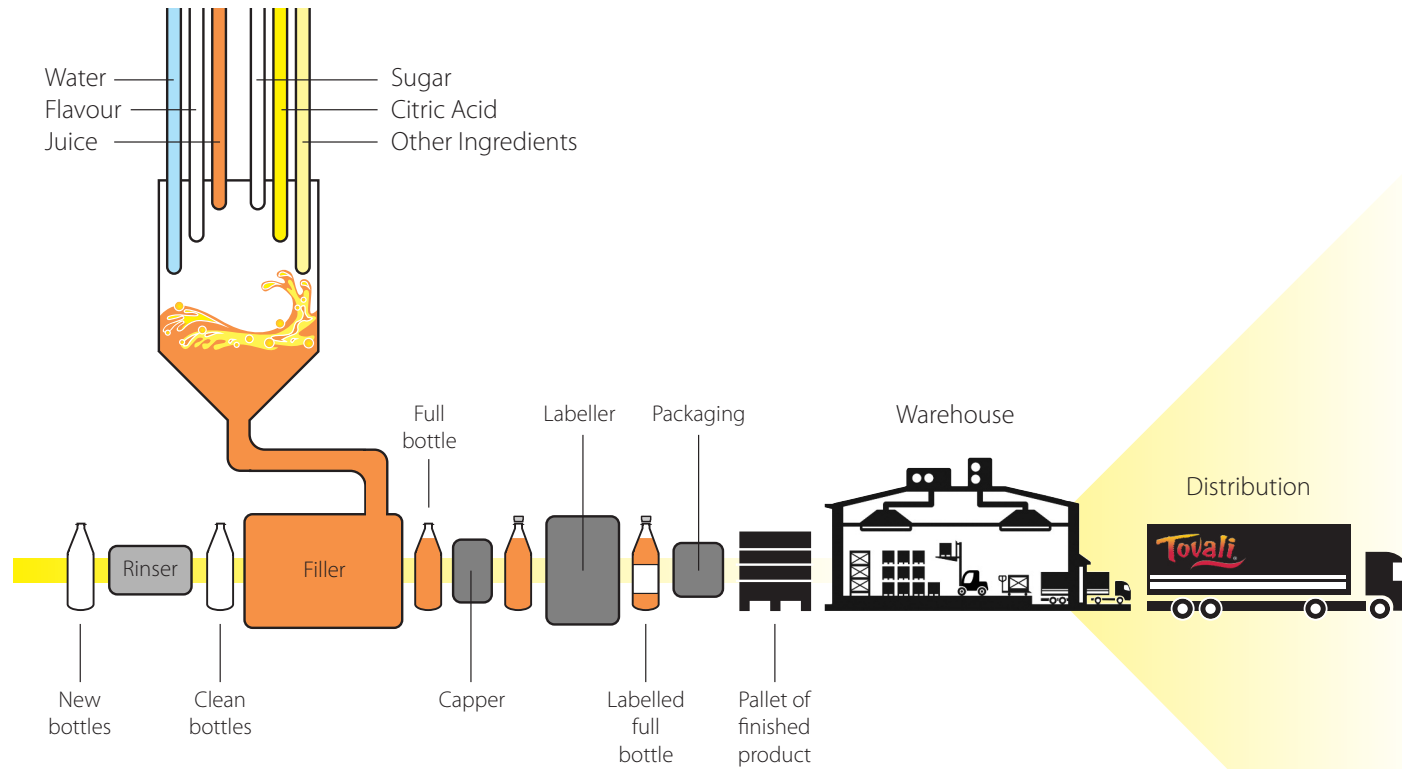 Water
Flavour
Juice
Sugar
Citric Acid
Other Ingredients
Full
bottle
Labeller
Packaging
Warehouse
Distribution
Tovali
Rinser
Filler
New
bottles
Clean
bottles
Capper
Labelled
full
bottle
Pallet of
finished
product